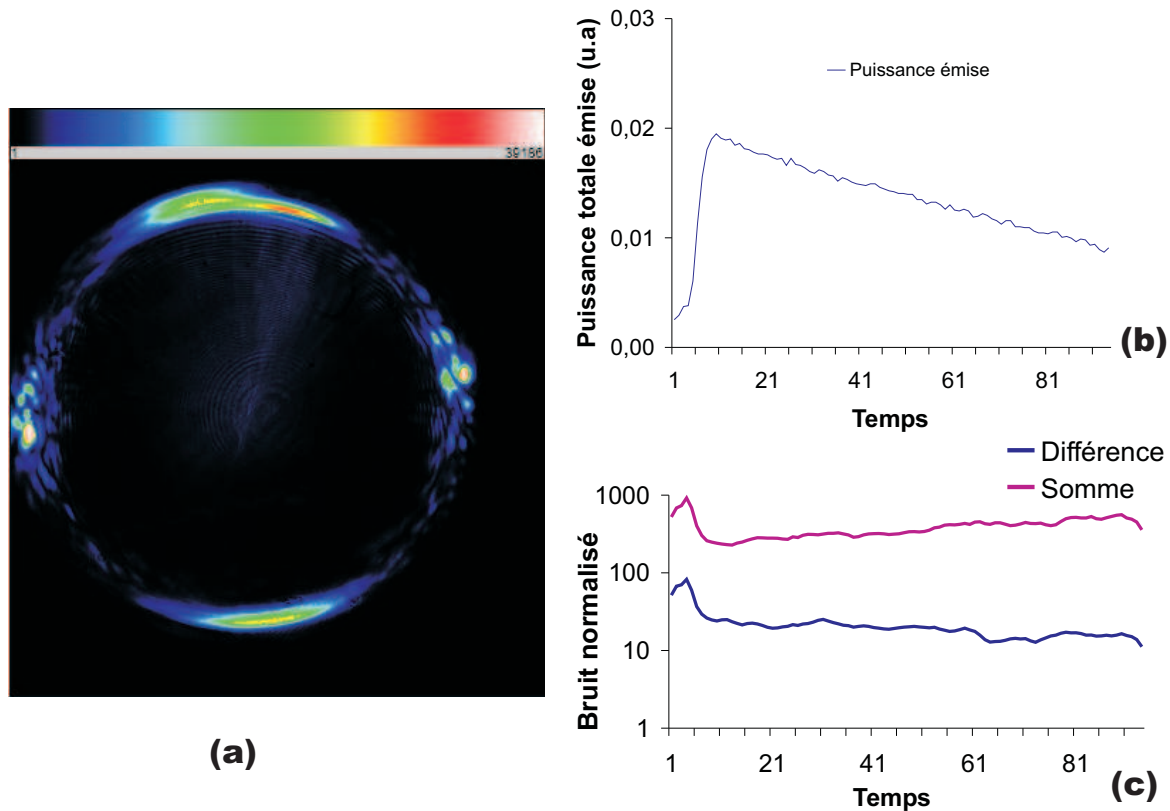 1 39186
(a)
Puissance totale émise (u.a)
0,03
0,02
0,01
0,00
Puissance émise
1 21 41 61 81
Temps
(b)
Différence
Somme
Bruit normalisé
1000
100
10
1
1 21 41 61 81
Temps
(c)